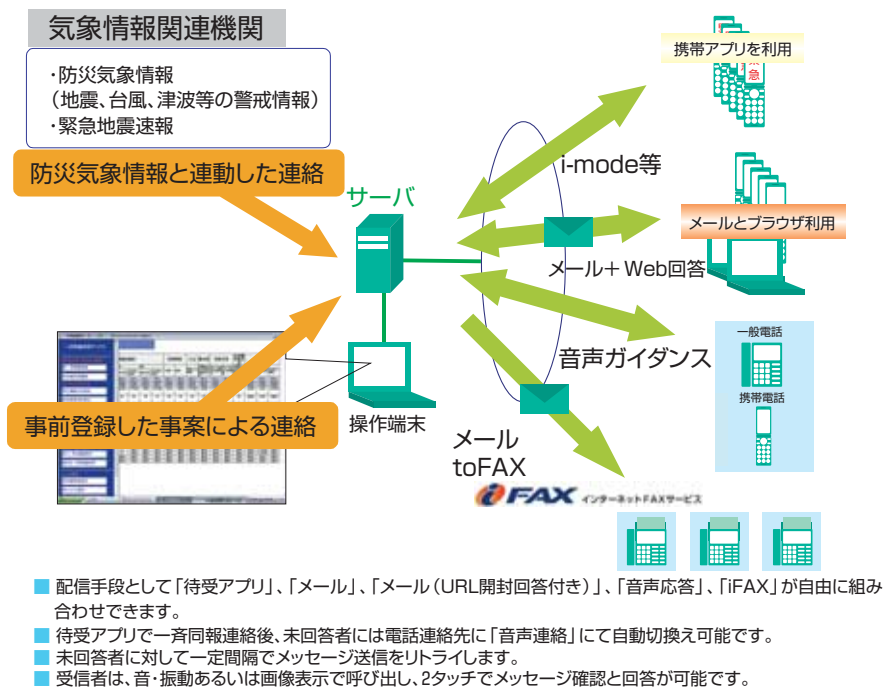 気象情報関連機関
・防災気象情報
（地震、台風、津波等の警戒情報）
・緊急地震速報
防災気象情報と連動した連絡
サーバ
事前登録した事案による連絡
操作端末
携帯アプリを利用
急
i-mode等
メールとブラウザ利用
メール＋Web回答
音声ガイダンス
一般電話
携帯電話
メール
toFAX
iFAX インターネットFAXサービス
■ 配信手段として「待受アプリ」、「メール」、「メール（URL開封回答付き）」、「音声応答」、「iFAX」が自由に組み
合わせできます。
■ 待受アプリで一斉同報連絡後、未回答者には電話連絡先に「音声連絡」にて自動切換え可能です。
■ 未回答者に対して一定間隔でメッセージ送信をリトライします。
■ 受信者は、音・振動あるいは画像表示で呼び出し、2タッチでメッセージ確認と回答が可能です。